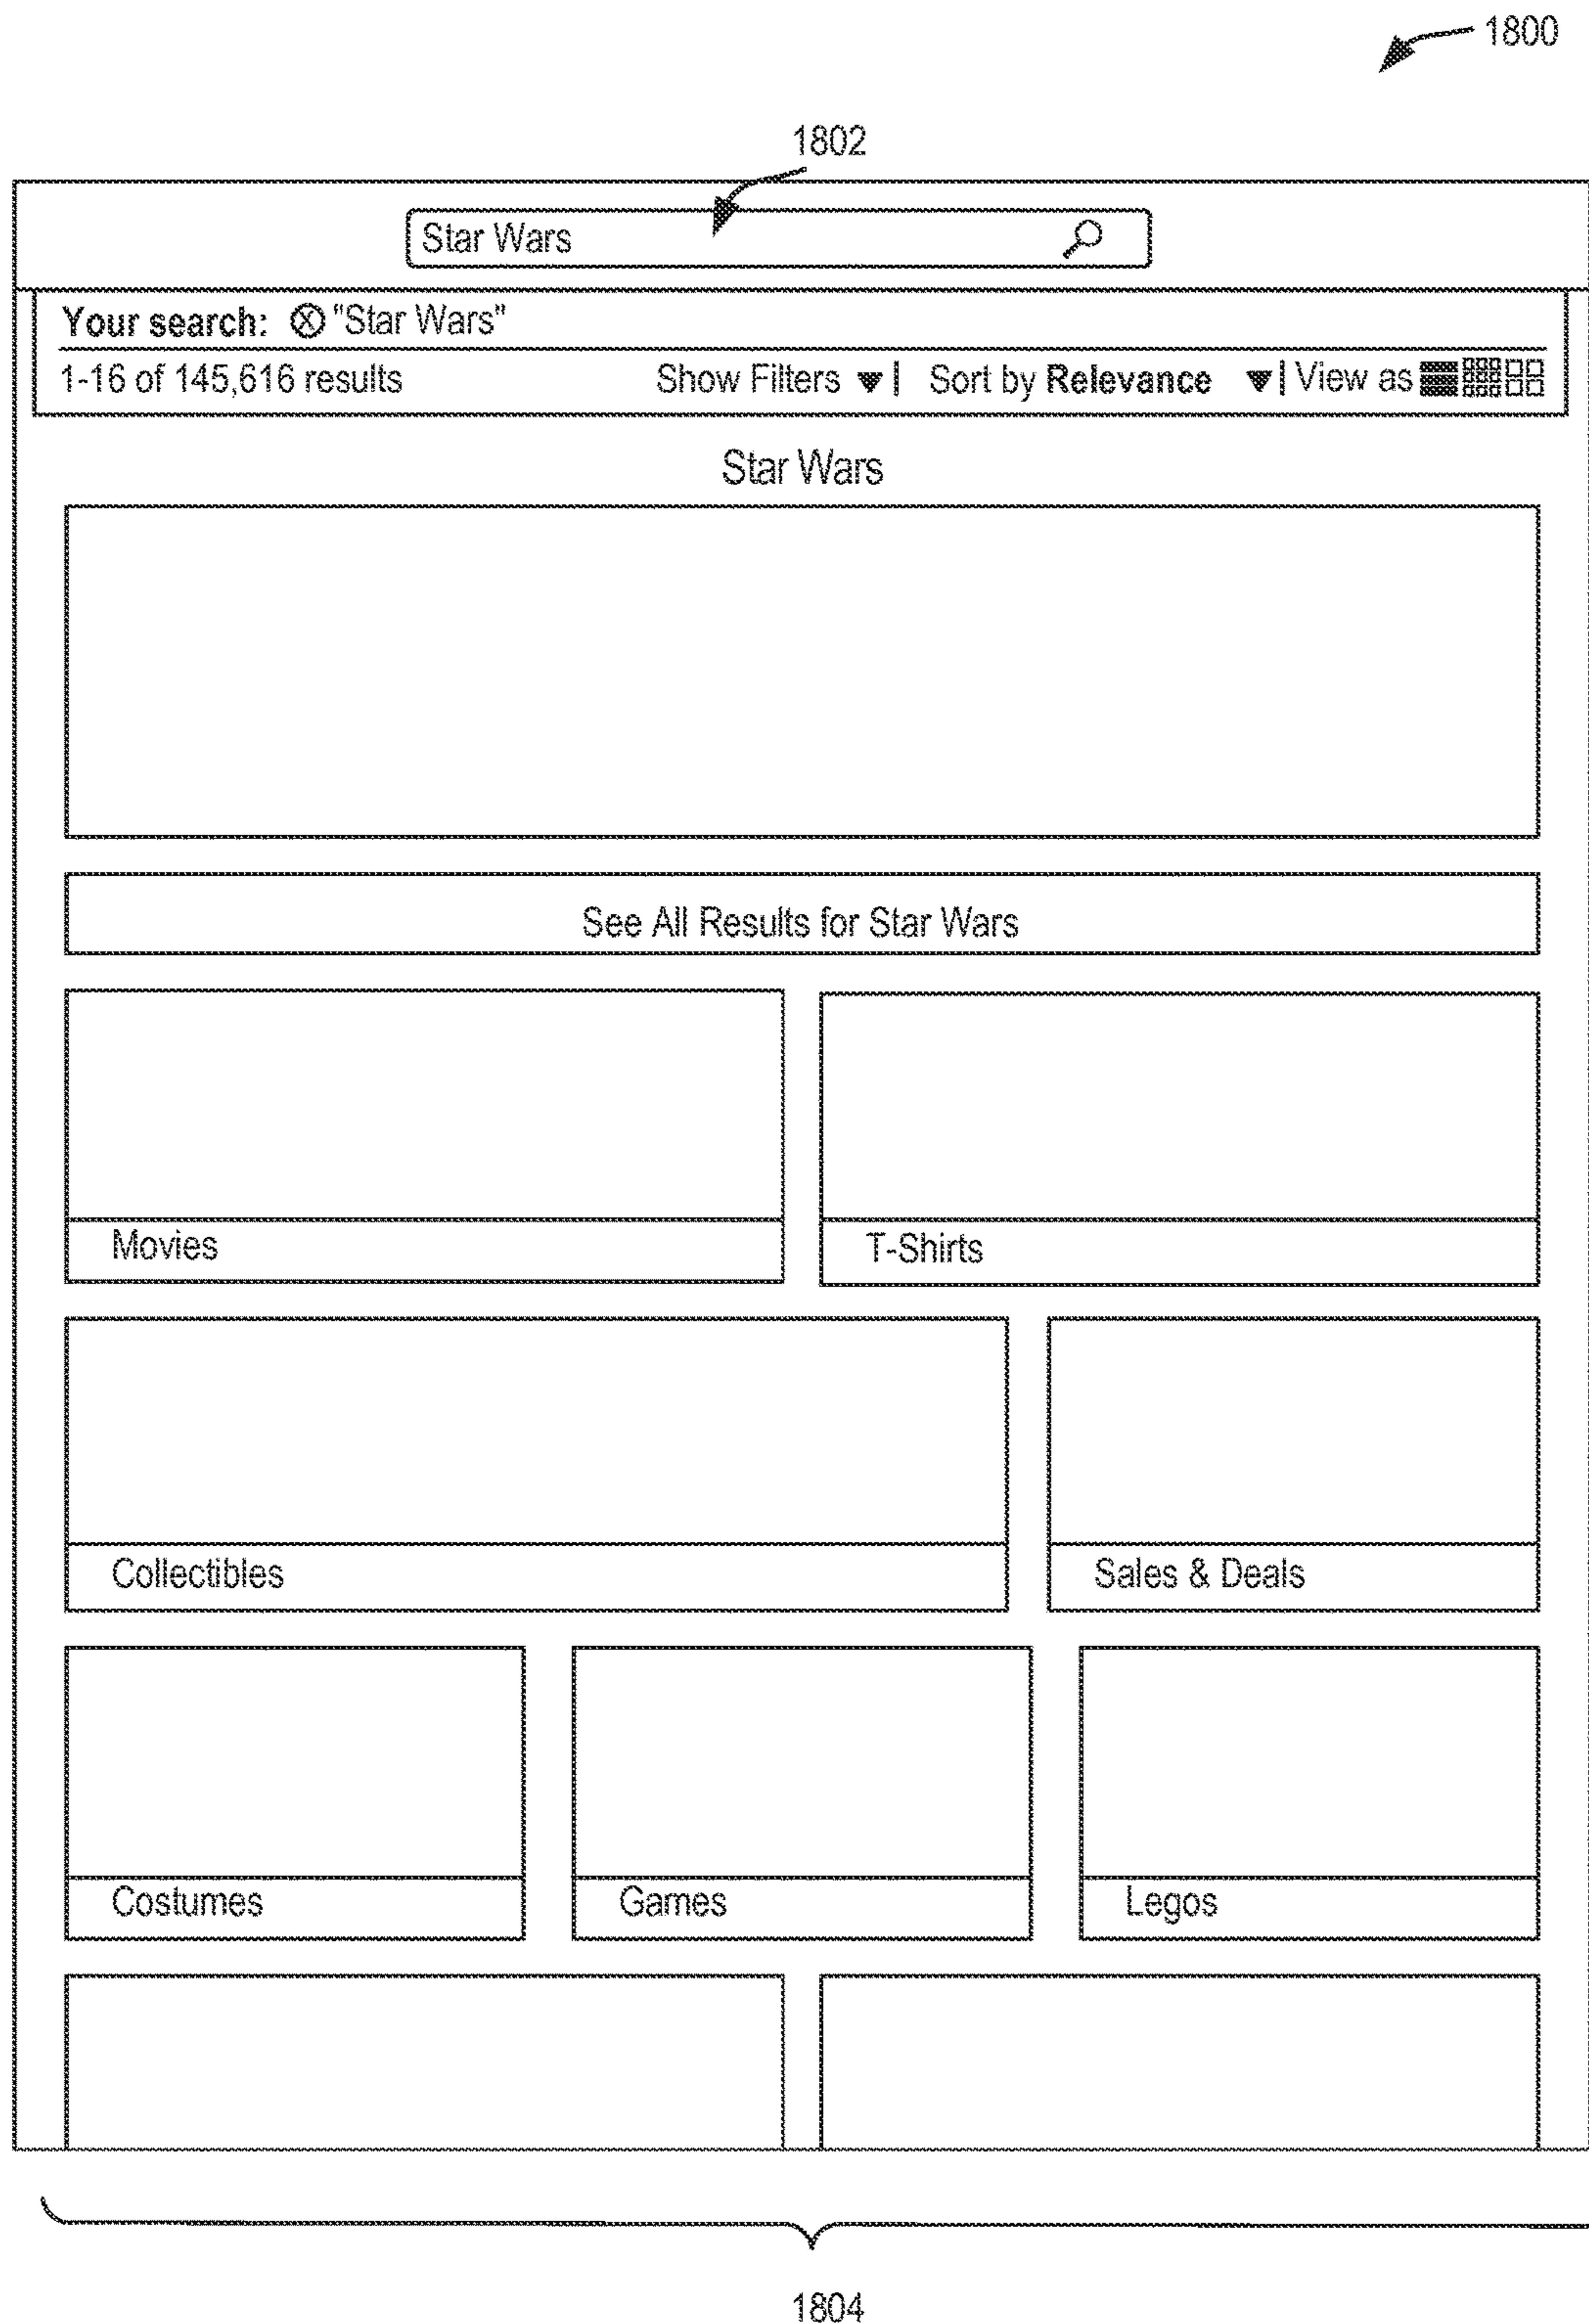 1800
1802
Star Wars
Your search: ⓧ "Star Wars"
1-16 of 145,616 results Show Filters ▼ | Sort by Relevance ▼ | View as
Star Wars
See All Results for Star Wars
Movies T-Shirts
Collectibles Sales & Deals
Costumes Games Legos
1804